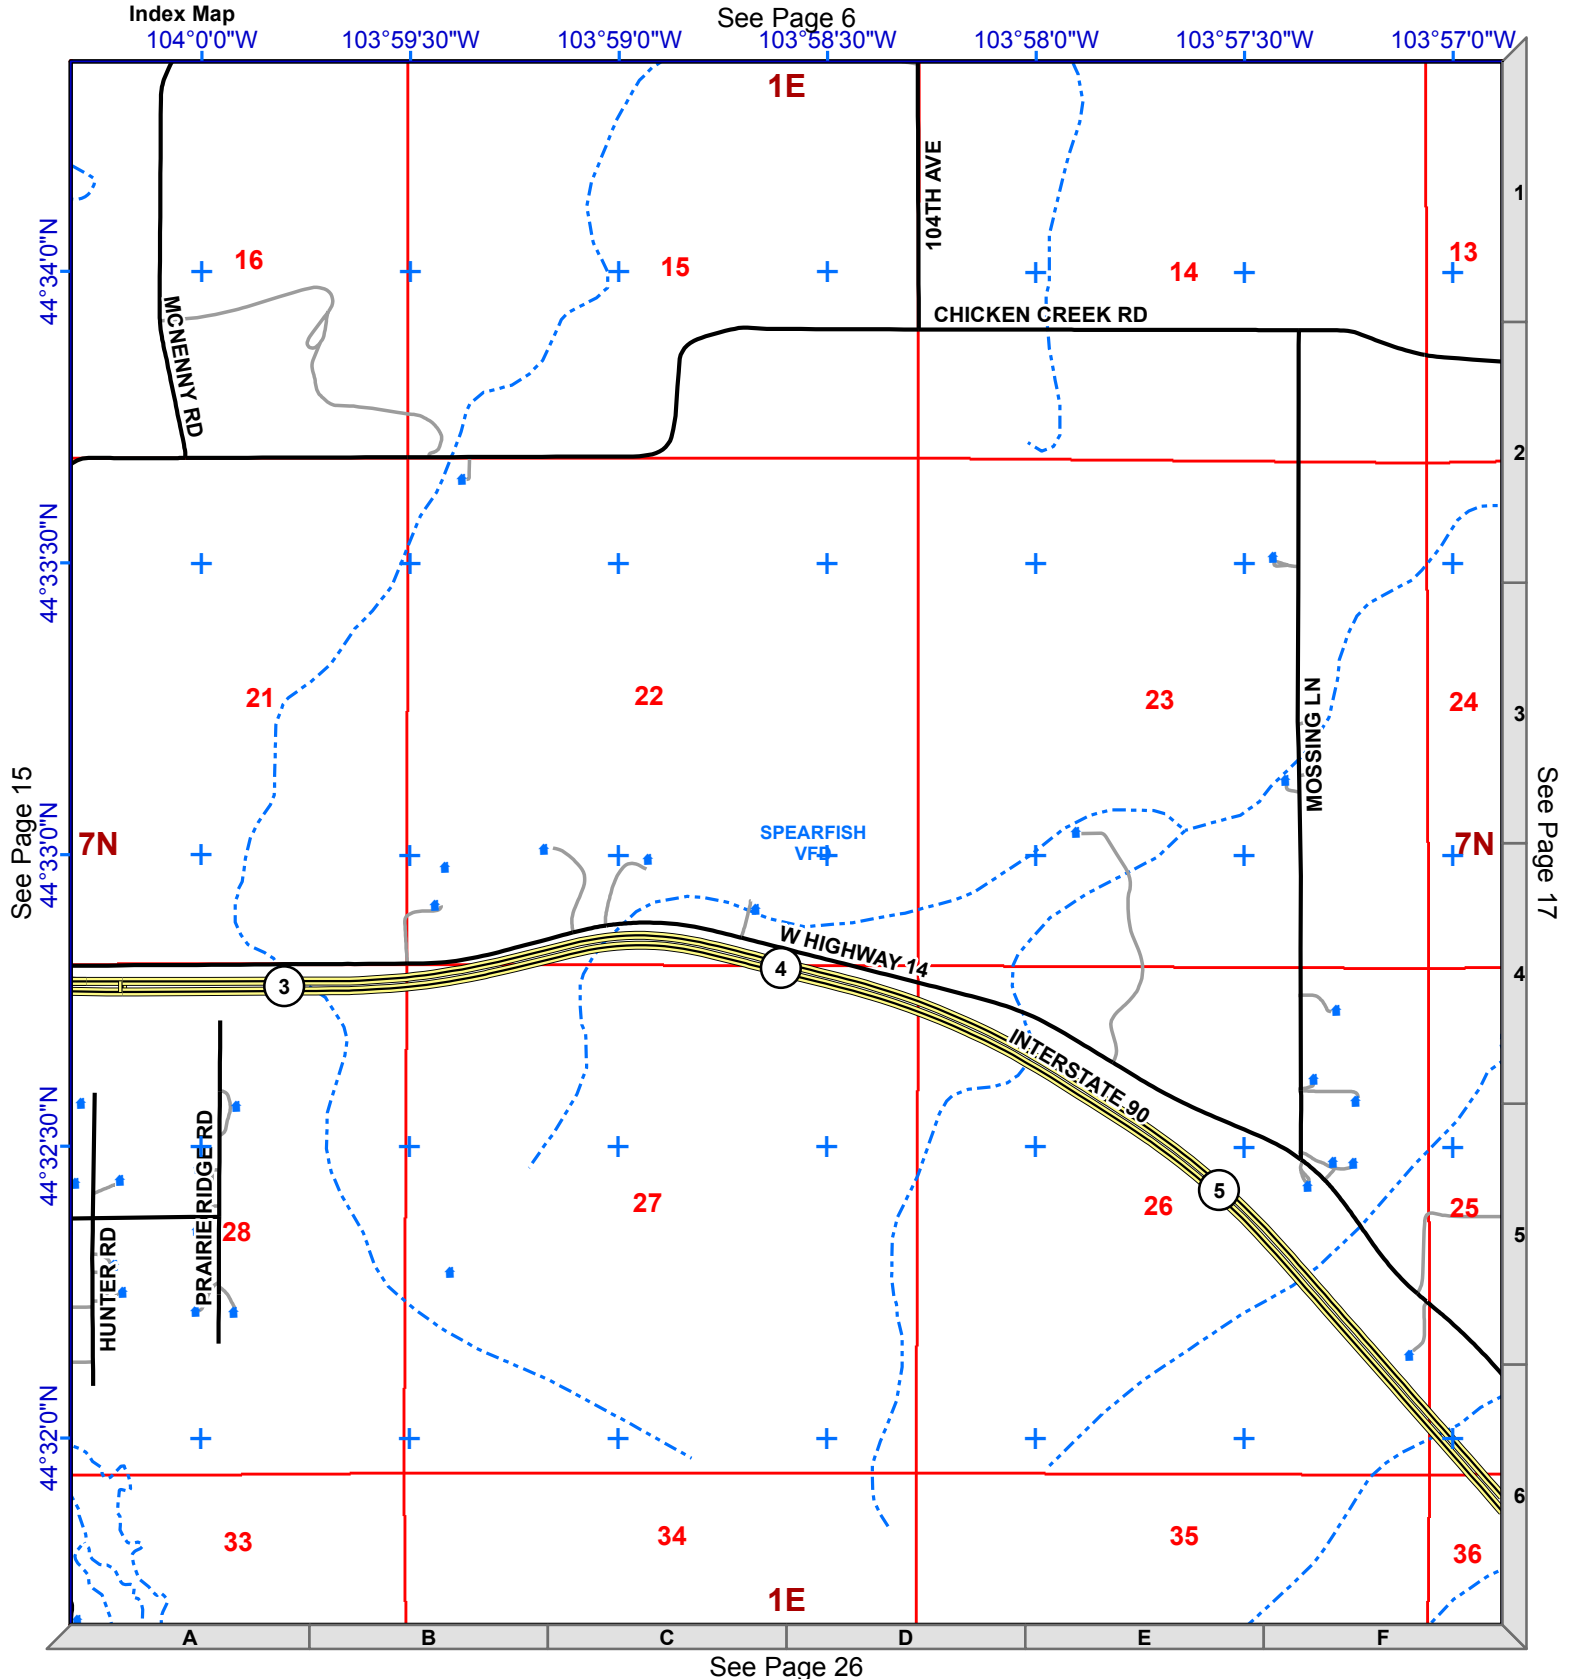 Index Map
See Page 6
104°0'0"W
103°59'30"W
103°59'0"W
103°58'30"W
103°58'0"W
103°57'30"W
103°57'0"W
1E
104TH AVE
1
44°34'0"N
16
15
14
13
MCNENNY RD
CHICKEN CREEK RD
2
44°33'30"N
21
22
23
24
MOSSING LN
3
See Page 15
See Page 17
44°33'0"N
7N
SPEARFISH
VFD
7N
W HIGHWAY 14
3
4
4
INTERSTATE 90
44°32'30"N
PRAIRIE RIDGE RD
HUNTER RD
28
27
26
5
25
5
44°32'0"N
6
33
34
35
36
1E
A
B
C
D
E
F
See Page 26